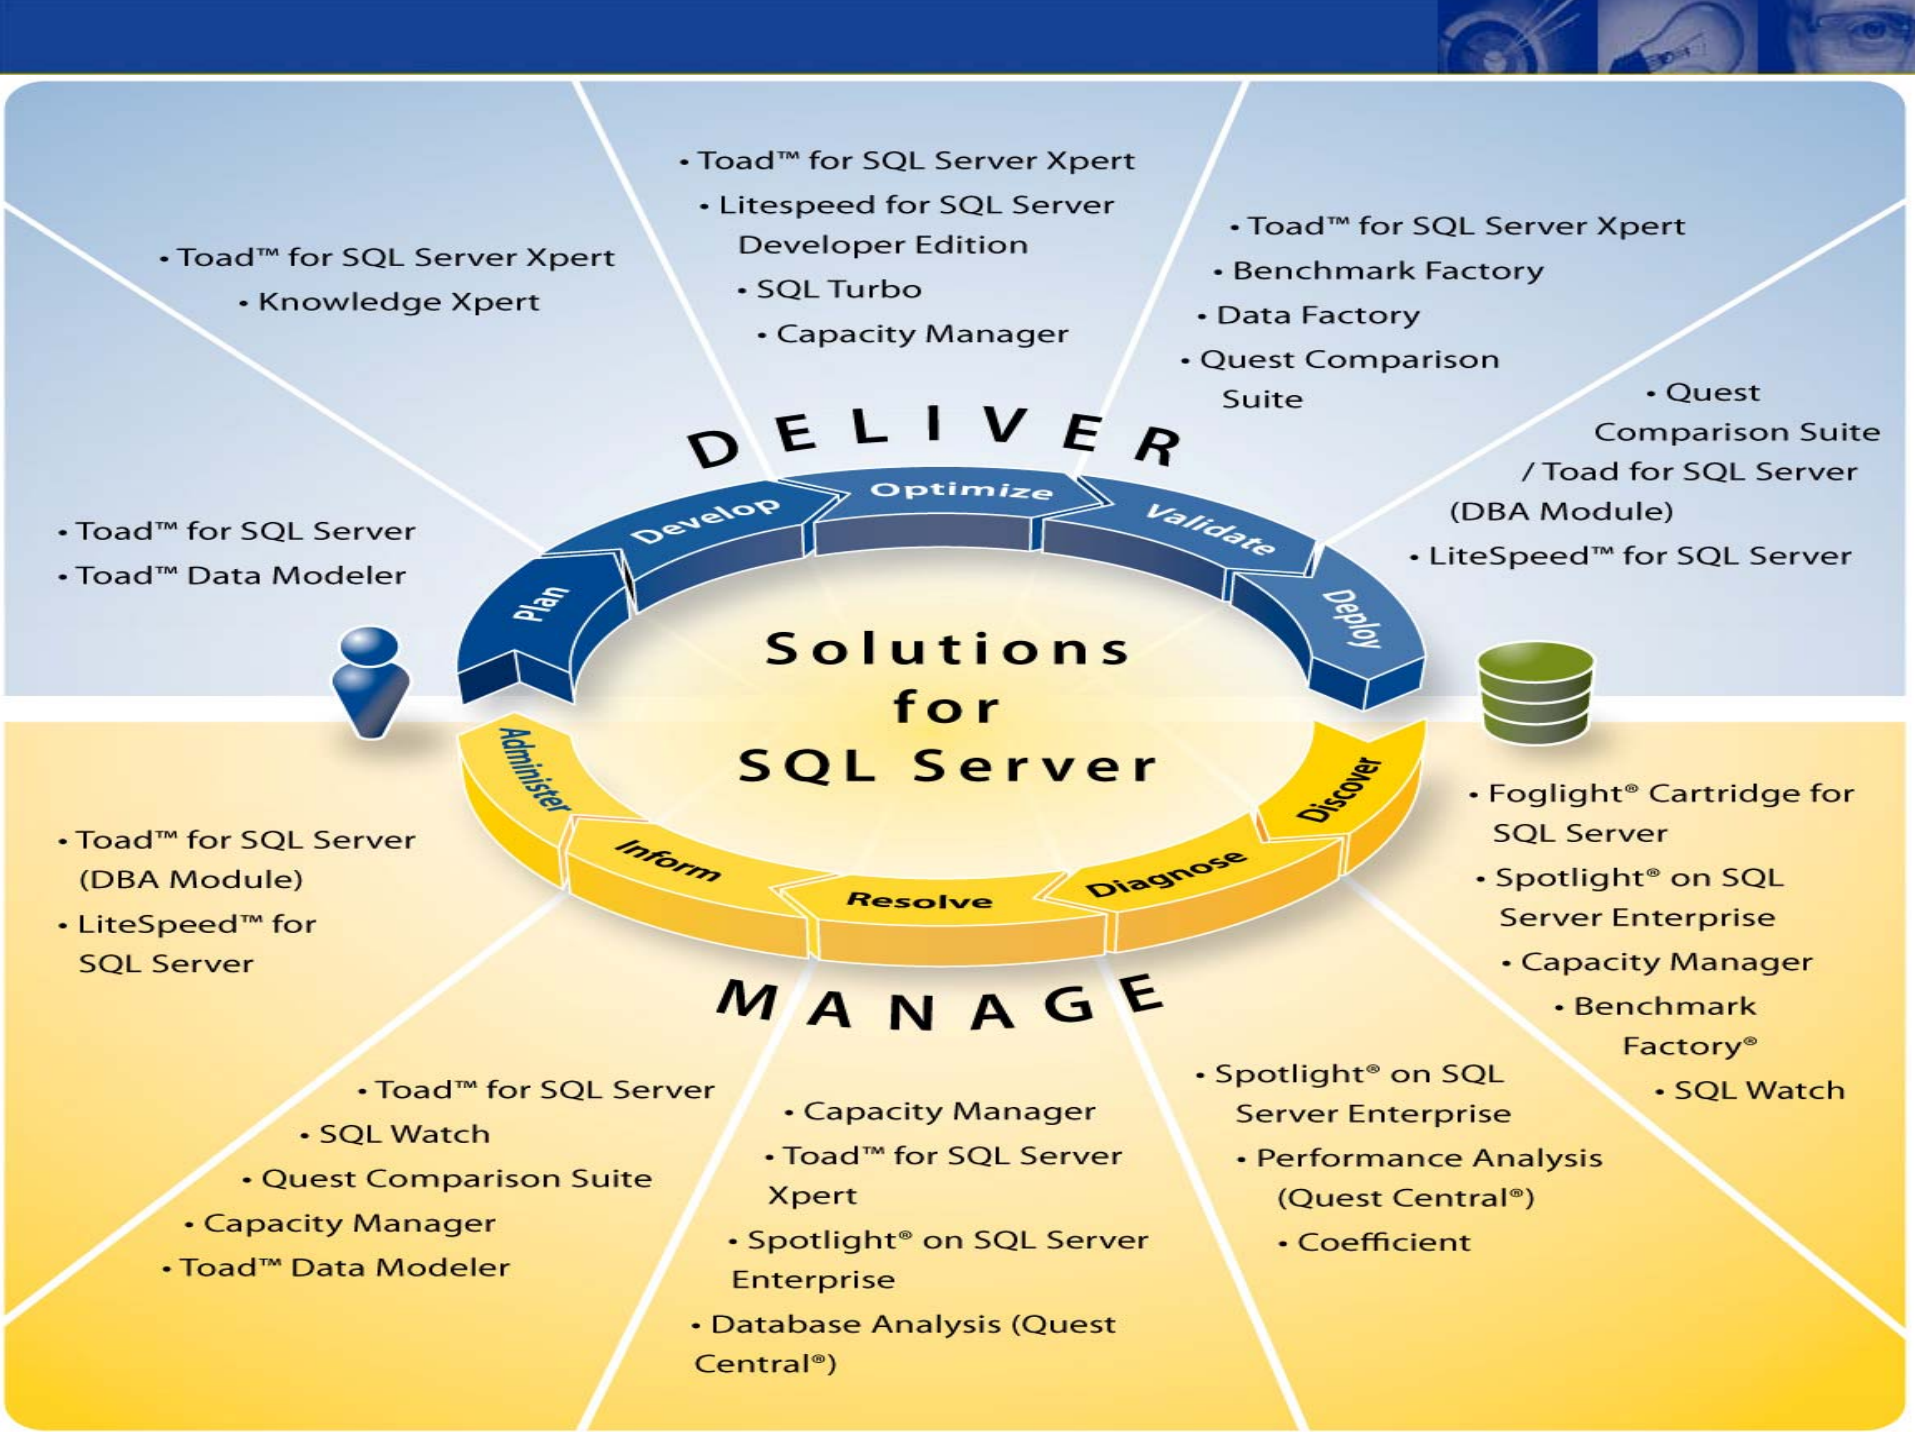 • Toad™ for SQL Server Xpert
• Knowledge Xpert
• Toad™ for SQL Server Xpert
• Litespeed for SQL Server
Developer Edition
• SQL Turbo
• Capacity Manager
• Toad™ for SQL Server Xpert
• Benchmark Factory
• Data Factory
• Quest Comparison
Suite
• Quest
Comparison Suite
/ Toad for SQL Server
(DBA Module)
• LiteSpeed™ for SQL Server
• Toad™ for SQL Server
• Toad™ Data Modeler
DELIVER
Plan
Develop
Optimize
Validate
Deploy
Solutions
for
SQL Server
Administer
Inform
Resolve
Diagnose
Discover
MANAGE
• Toad™ for SQL Server
(DBA Module)
• LiteSpeed™ for
SQL Server
• Toad™ for SQL Server
• SQL Watch
• Quest Comparison Suite
• Capacity Manager
• Toad™ Data Modeler
• Capacity Manager
• Toad™ for SQL Server
Xpert
• Spotlight® on SQL Server
Enterprise
• Database Analysis (Quest
Central®)
• Spotlight® on SQL
Server Enterprise
• Performance Analysis
(Quest Central®)
• Coefficient
• Foglight® Cartridge for
SQL Server
• Spotlight® on SQL
Server Enterprise
• Capacity Manager
• Benchmark
Factory®
• SQL Watch